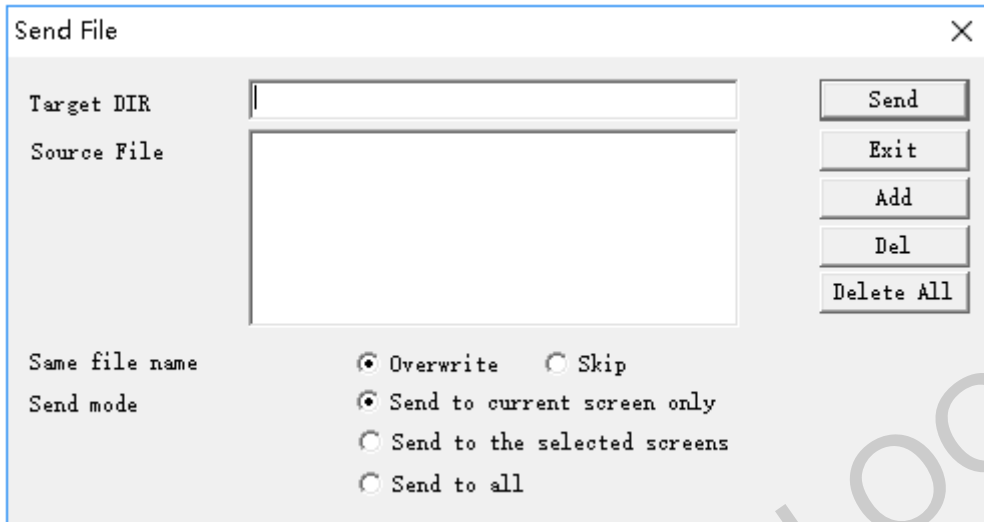 Send File
Target DIR
Send
Source File
Exit
Add
Del
Delete All
Same file name
Overwrite Skip
Send mode
Send to current screen only
Send to the selected screens
Send to all